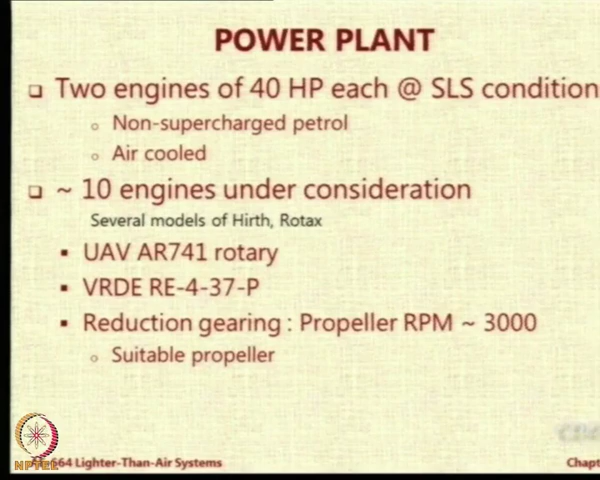 POWER PLANT
Two engines of 40 HP each @ SLS condition
Non-supercharged petrol
Air cooled
~ 10 engines under consideration
Several models of Hirth, Rotax
UAV AR741 rotary
VRDE RE-4-37-P
Reduction gearing : Propeller RPM ~ 3000
Suitable propeller
NPTEL
664 Lighter-Than-Air Systems
Chapt